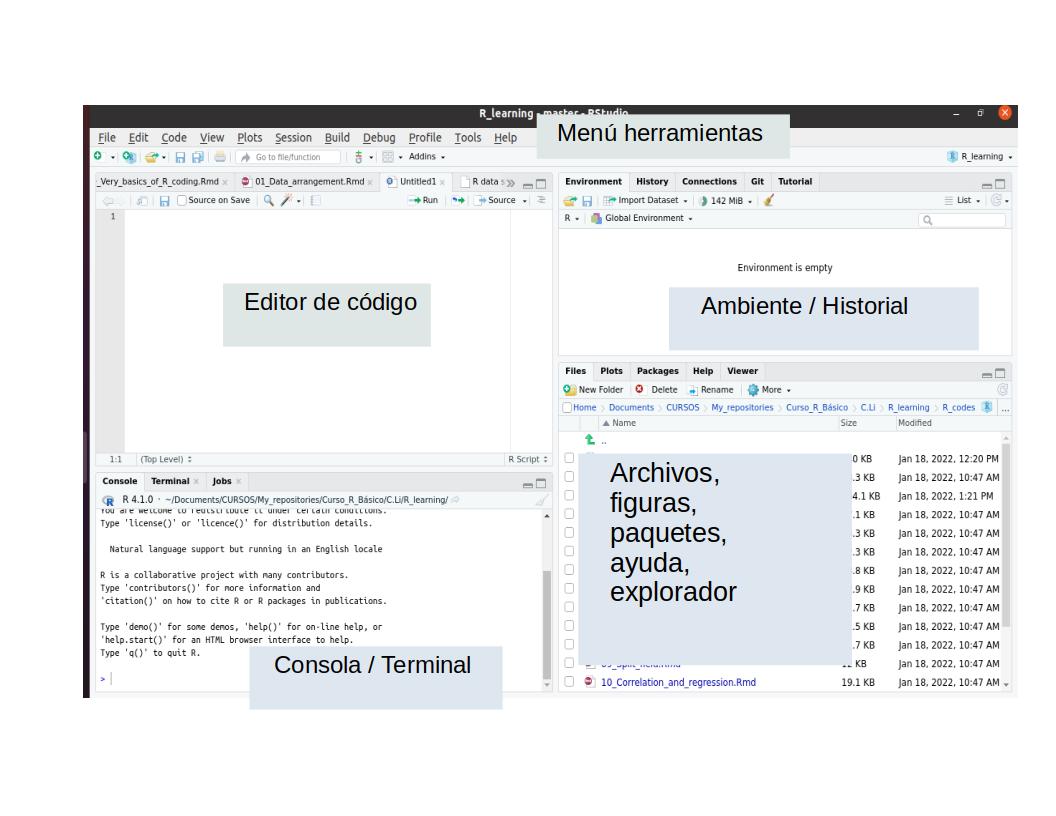 R_learning - master - RStudio
File Edit Code View Plots Session Build Debug Profile Tools Help
Menú herramientas
Go to file/function Addins R_learning
_Very_basics_of_R_coding.Rmd 01_Data_arrangement.Rmd Untitled1 R data
Source on Save Run Source
1
Editor de código
1:1 (Top Level) R Script
Environment History Connections Git Tutorial
Import Dataset 142 MiB List
R Global Environment
Environment is empty
Ambiente / Historial
Console Terminal Jobs
R 4.1.0 · ~/Documents/CURSOS/My_repositories/Curso_R_Básico/C.Li/R_learning/
You are welcome to redistribute it under certain conditions.
Type 'license()' or 'licence()' for distribution details.
Natural language support but running in an English locale
R is a collaborative project with many contributors.
Type 'contributors()' for more information and
'citation()' on how to cite R or R packages in publications.
Type 'demo()' for some demos, 'help()' for on-line help, or
'help.start()' for an HTML browser interface to help.
Type 'q()' to quit R.
>
Consola / Terminal
Files Plots Packages Help Viewer
New Folder Delete Rename More
Home Documents CURSOS My_repositories Curso_R_Básico C.Li R_learning R_codes ...
Name Size Modified
..
Archivos,
figuras,
paquetes,
ayuda,
explorador
KB Jan 18, 2022, 12:20 PM
.3 KB Jan 18, 2022, 10:47 AM
4.1 KB Jan 18, 2022, 1:21 PM
.1 KB Jan 18, 2022, 10:47 AM
.3 KB Jan 18, 2022, 10:47 AM
.3 KB Jan 18, 2022, 10:47 AM
.8 KB Jan 18, 2022, 10:47 AM
.9 KB Jan 18, 2022, 10:47 AM
.7 KB Jan 18, 2022, 10:47 AM
.5 KB Jan 18, 2022, 10:47 AM
.7 KB Jan 18, 2022, 10:47 AM
KB Jan 18, 2022, 10:47 AM
10_Correlation_and_regression.Rmd 19.1 KB Jan 18, 2022, 10:47 AM